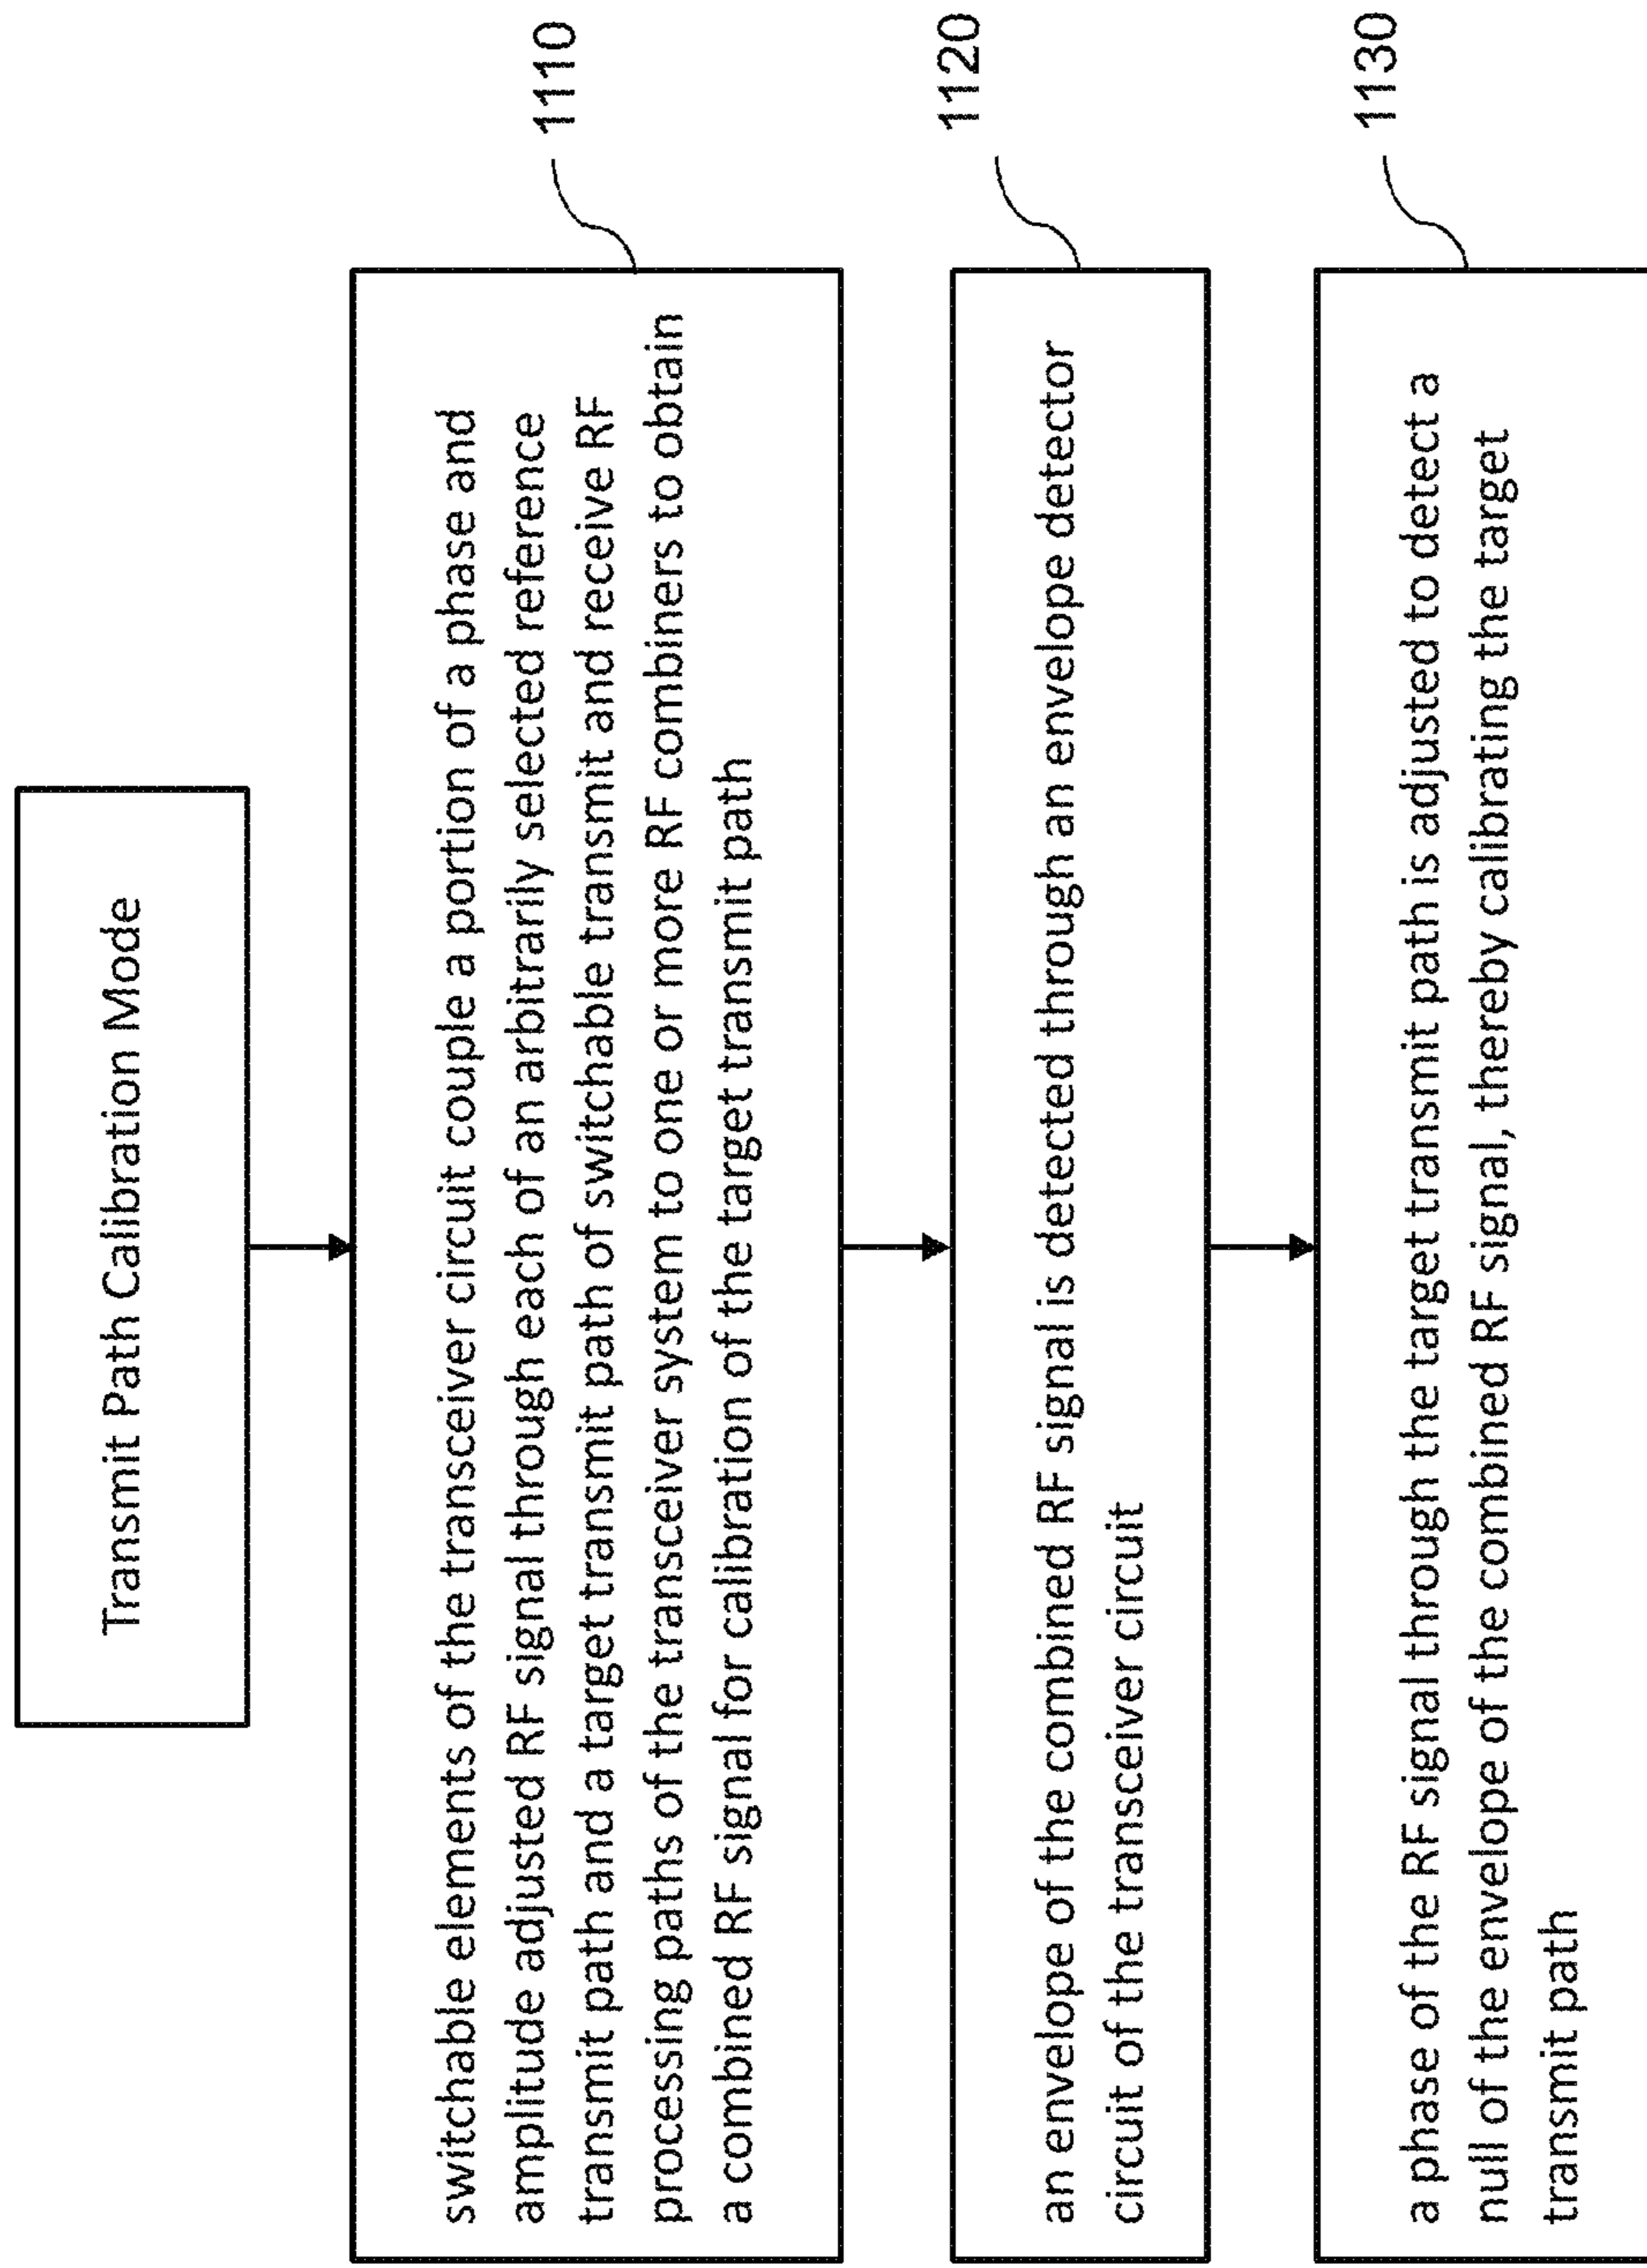 Transmit Path Calibration Mode
switchable elements of the transceiver circuit couple a portion of a phase and
amplitude adjusted RF signal through each of an arbitrarily selected reference
transmit path and a target transmit path of switchable transmit and receive RF
processing paths of the transceiver system to one or more RF combiners to obtain
a combined RF signal for calibration of the target transmit path
1110
an envelope of the combined RF signal is detected through an envelope detector
circuit of the transceiver circuit
1120
a phase of the RF signal through the target transmit path is adjusted to detect a
null of the envelope of the combined RF signal, thereby calibrating the target
transmit path
1130